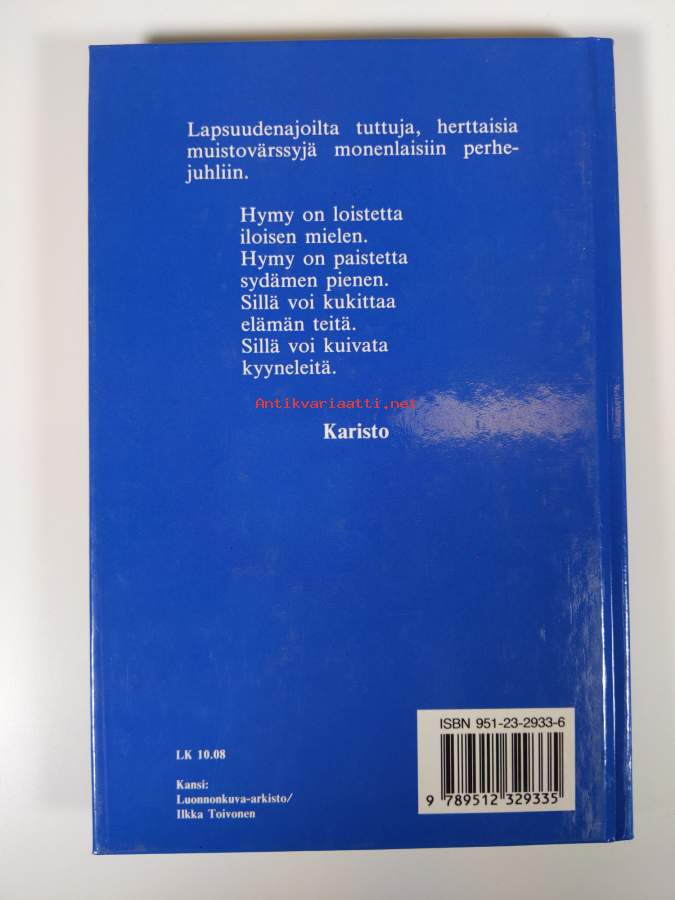 Lapsuudenajoilta tuttuja, herttaisia
muistovärssyjä monenlaisiin perhe-
juhliin.
Hymy on loistetta
iloisen mielen.
Hymy on paistetta
sydämen pienen.
Sillä voi kukittaa
elämän teitä.
Sillä voi kuivata
kyyneleitä.
Antikvariaatti.net
Karisto
ISBN 951-23-2933-6
9 789512 329335
LK 10.08
Kansi:
Luonnonkuva-arkisto/
Ilkka Toivonen